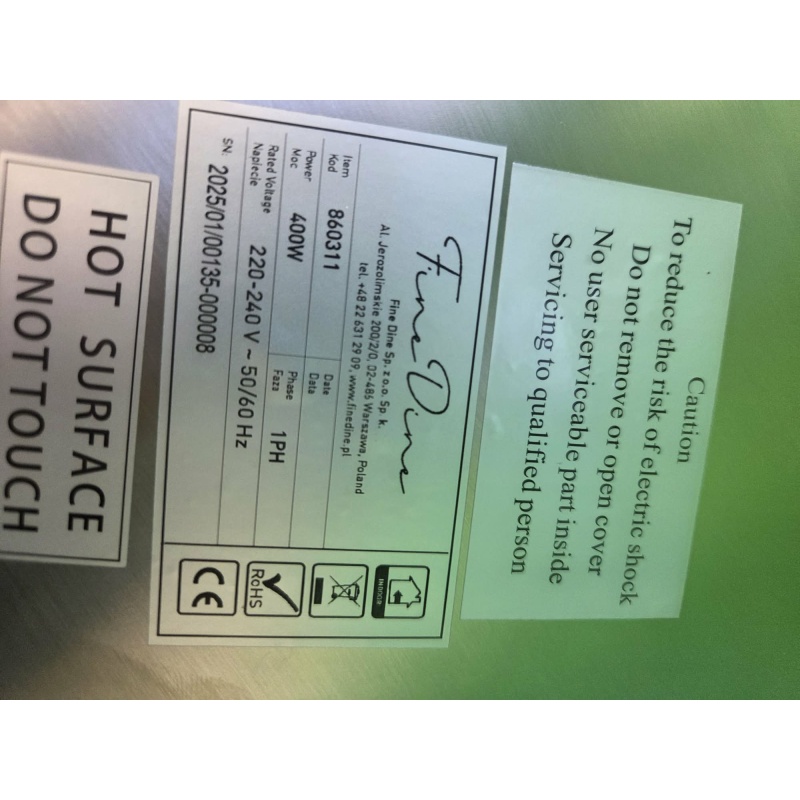 Caution
To reduce the risk of electric shock
Do not remove or open cover
No user serviceable part inside
Servicing to qualified person
Fine Dine
Fine Dine Sp. z o.o. Sp. k.
Al. Jerozolimskie 200/2/0, 02-486 Warszawa, Poland
tel. +48 22 631 29 09, www.finedine.pl
Item
Kod
860311
Date
Data
Power
Moc
400W
Phase
Faza
1PH
Rated Voltage
Napiecie
220-240 V ~ 50/60 Hz
SN:
2025/01/00135-000008
INDOOR
RoHS
CE
HOT SURFACE
DO NOT TOUCH